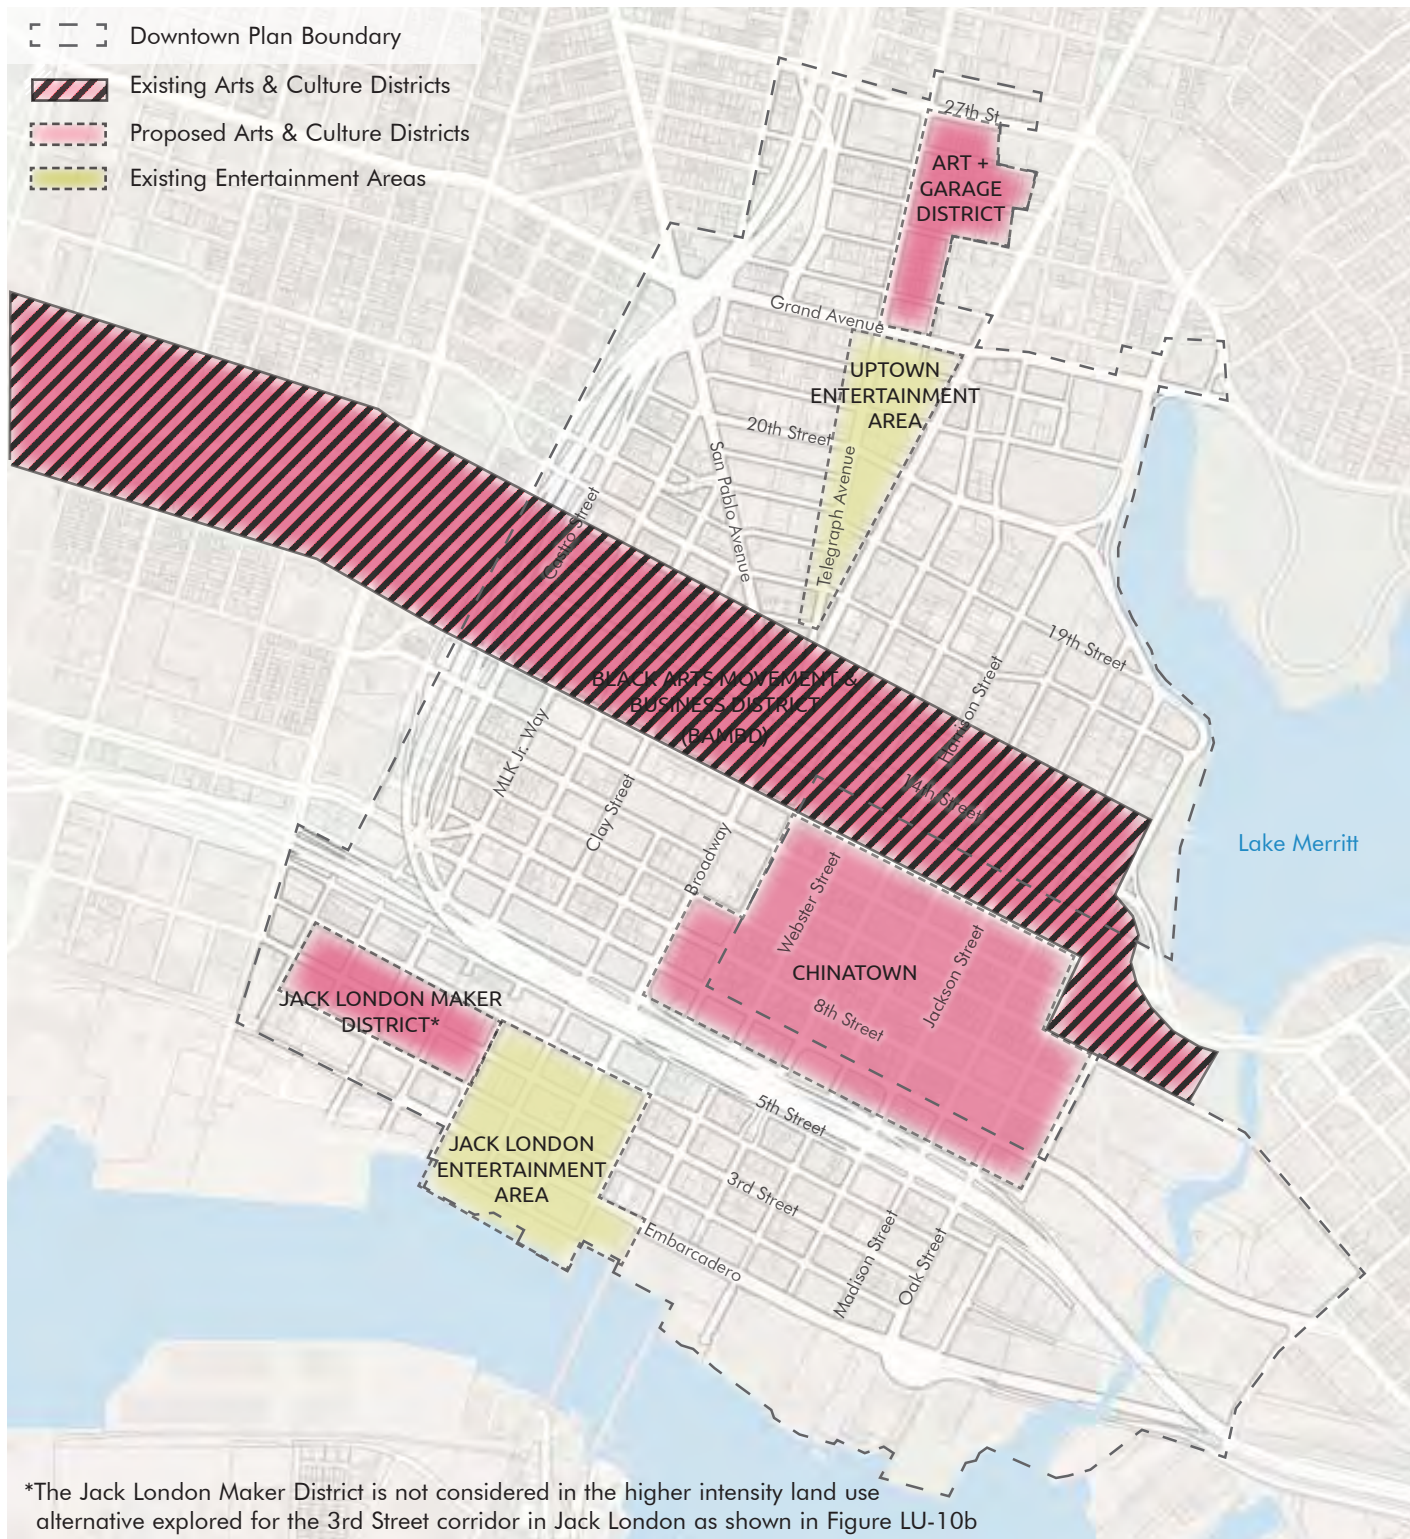 Downtown Plan Boundary
Existing Arts & Culture Districts
Proposed Arts & Culture Districts
Existing Entertainment Areas
27th St.
ART +
GARAGE
DISTRICT
Grand Avenue
UPTOWN
ENTERTAINMENT
AREA
20th Street
San Pablo Avenue
Telegraph Avenue
Castro Street
19th Street
BLACK ARTS MOVEMENT &
BUSINESS DISTRICT
(BAMBD)
Harrison Street
14th Street
MLK Jr. Way
Clay Street
Broadway
Webster Street
Lake Merritt
CHINATOWN
Jackson Street
8th Street
JACK LONDON MAKER
DISTRICT*
5th Street
JACK LONDON
ENTERTAINMENT
AREA
3rd Street
Embarcadero
Madison Street
Oak Street
*The Jack London Maker District is not considered in the higher intensity land use
alternative explored for the 3rd Street corridor in Jack London as shown in Figure LU-10b